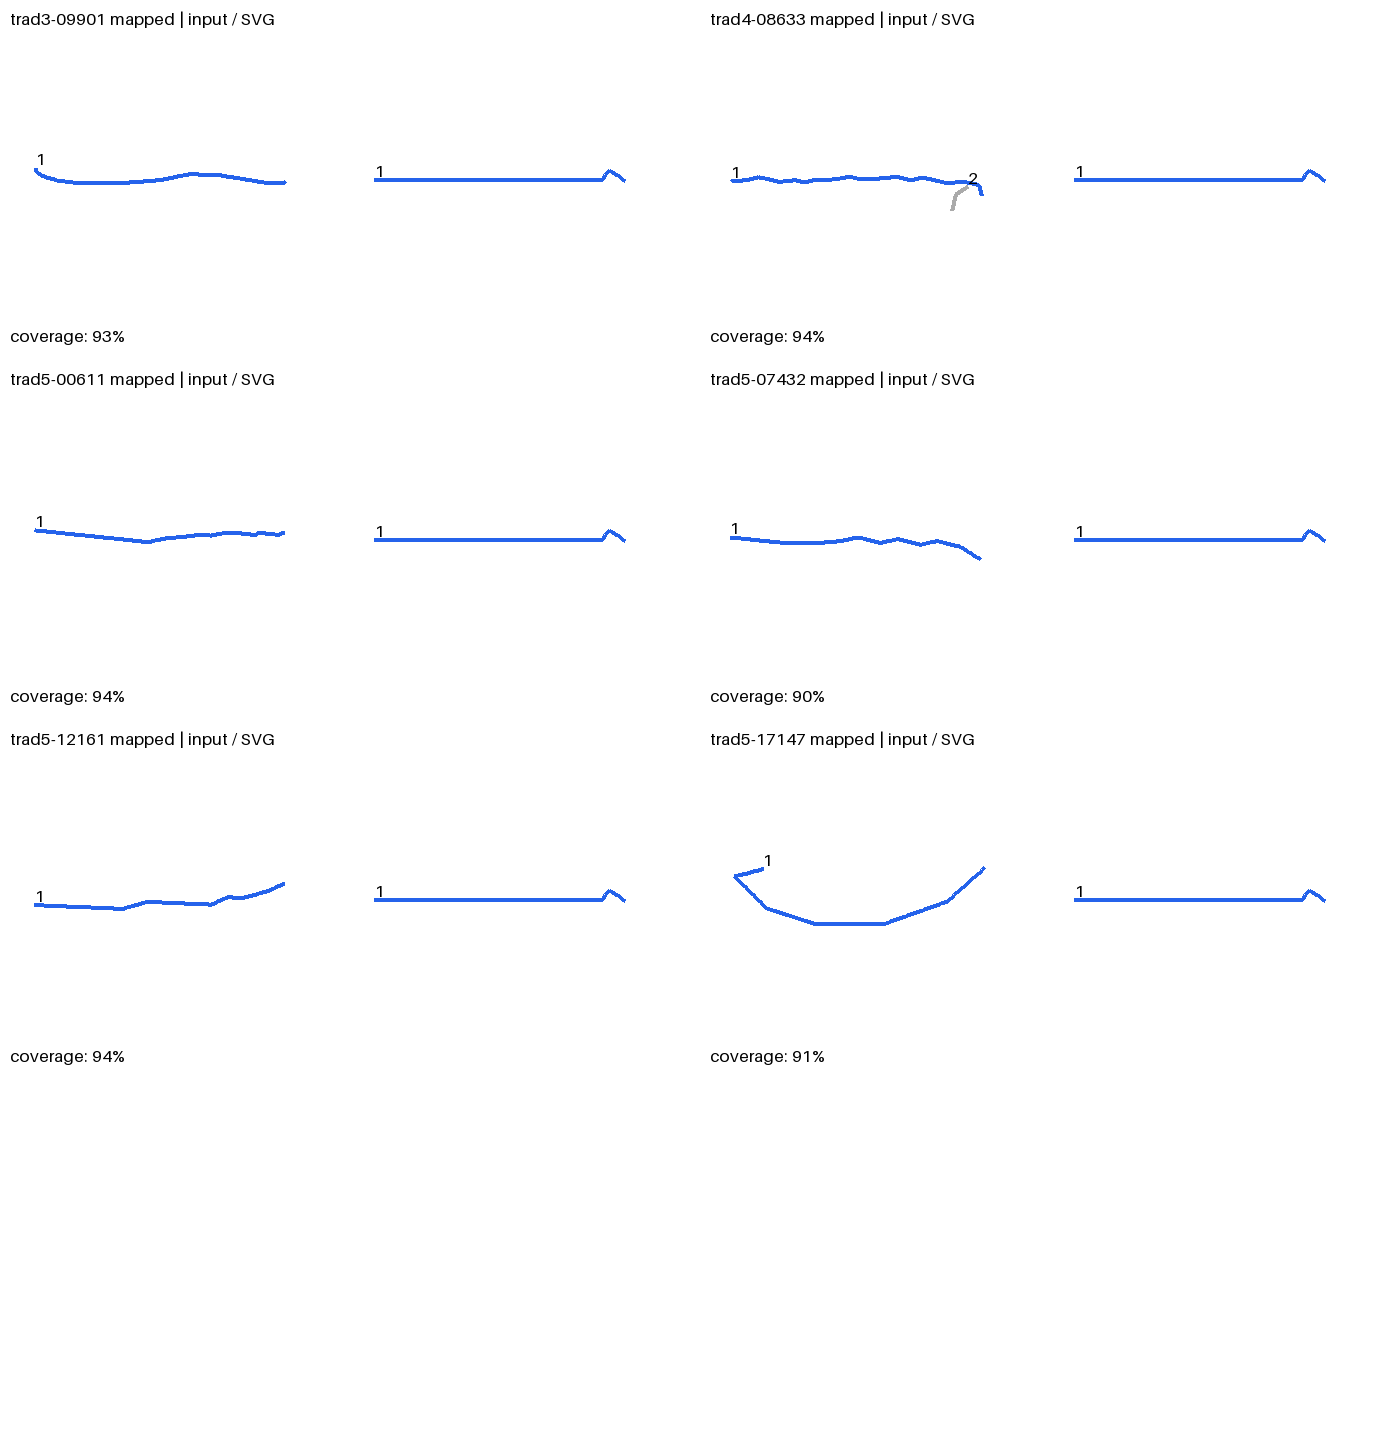 trad3-09901 mapped | input / SVG
trad4-08633 mapped | input / SVG
1
1
1
2
1
coverage: 93%
coverage: 94%
trad5-00611 mapped | input / SVG
trad5-07432 mapped | input / SVG
1
1
1
1
coverage: 94%
coverage: 90%
trad5-12161 mapped | input / SVG
trad5-17147 mapped | input / SVG
1
1
1
1
coverage: 94%
coverage: 91%